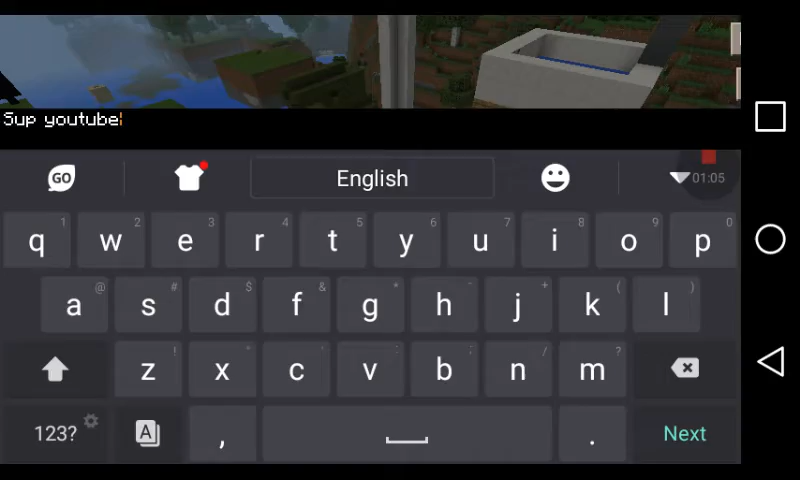 Sup youtube
GO English 01:05
q 1 w 2 e 3 r 4 t 5 y 6 u 7 i 8 o 9 p 0
a @ s # d $ f & g * h - j + k ( l )
z ! x " c ' v : b ; n / m ?
123? A , . Next